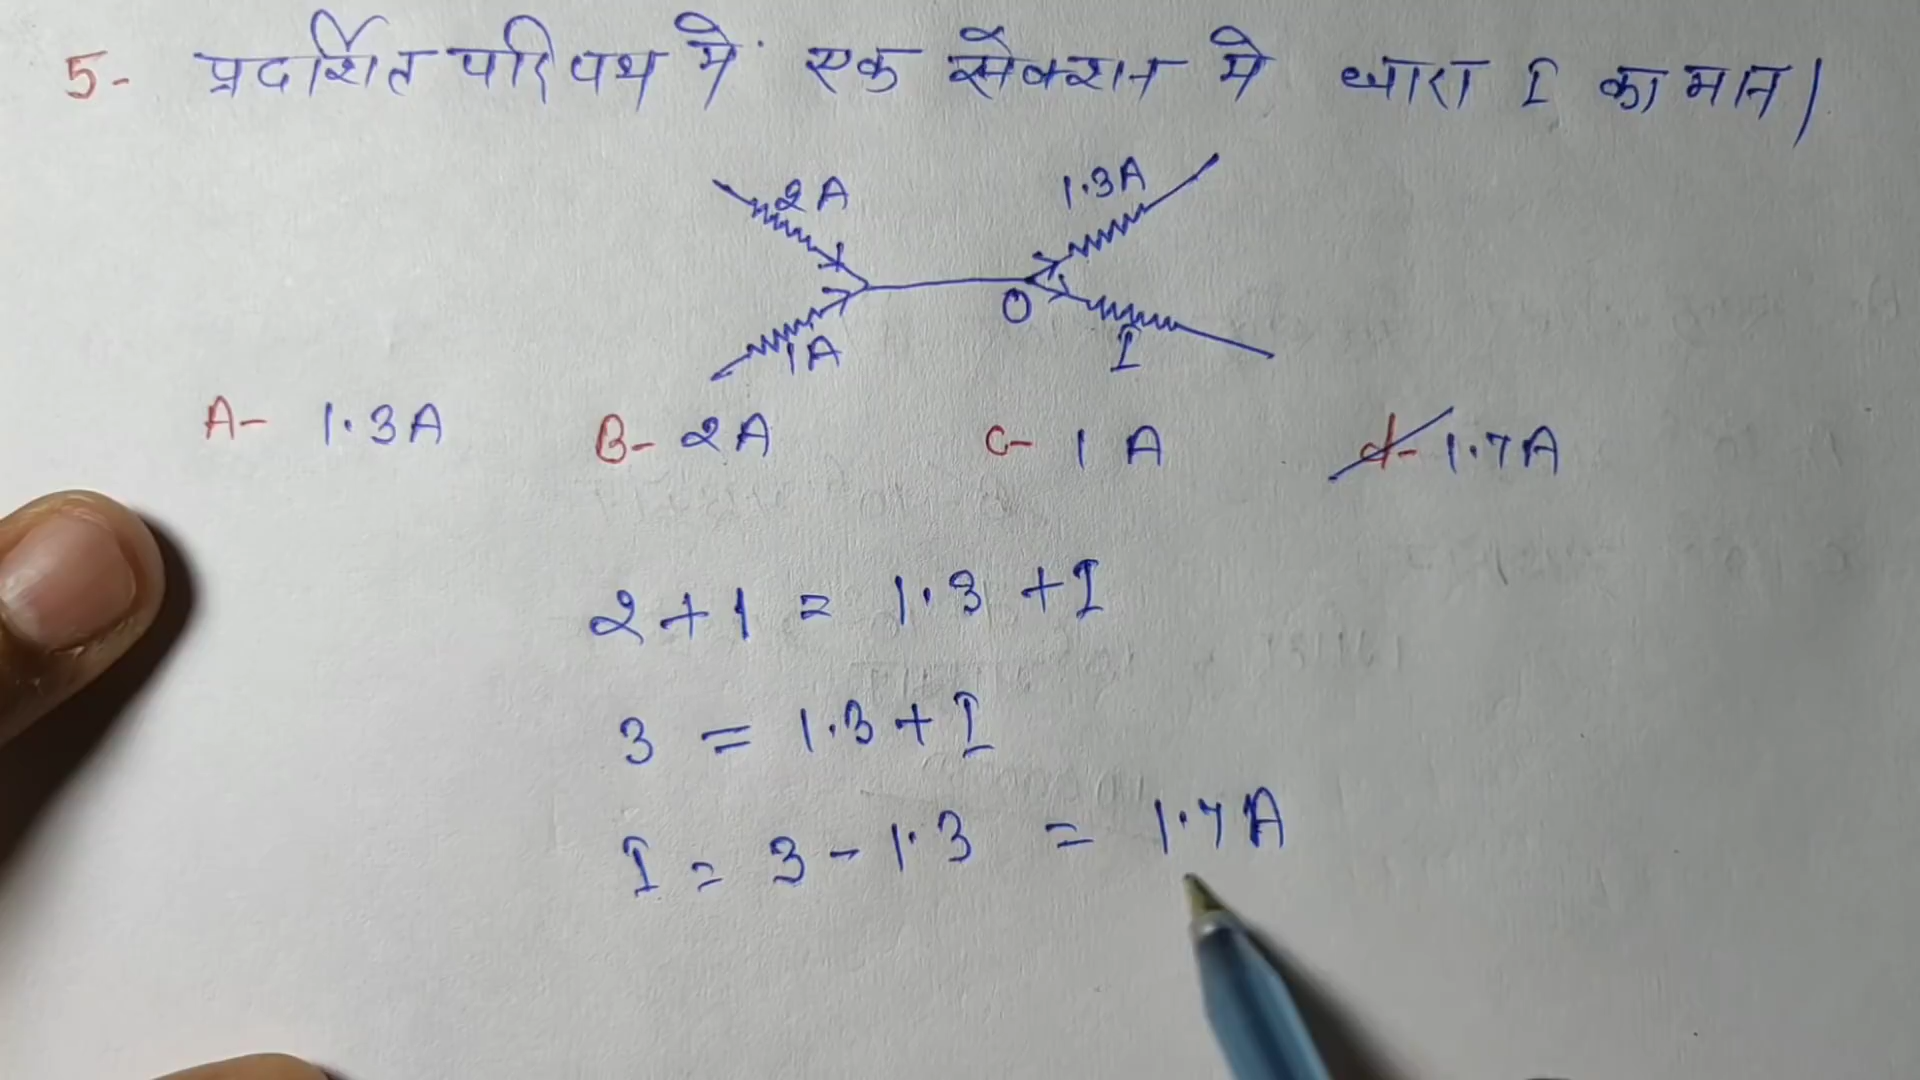 5- प्रदर्शित परिपथ में एक सेक्शन मे धारा I का मान।
2A 1.3A
O
1A I
A- 1.3A B- 2A C- 1A d- 1.7A
2+1 = 1.3+I
3 = 1.3+I
I = 3-1.3 = 1.7A